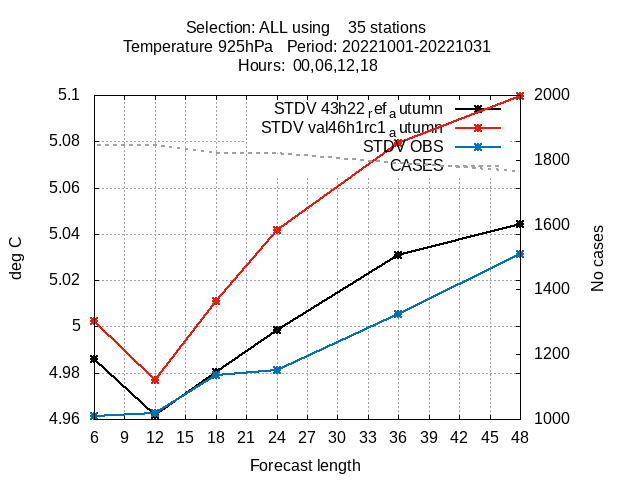 Selection: ALL using    35 stations
Temperature 925hPa   Period: 20221001-20221031
Hours:  00,06,12,18
STDV 43h22_ref_autumn
STDV val46h1rc1_autumn
STDV OBS
CASES
5.1
5.08
5.06
5.04
5.02
5
4.98
4.96
deg C
2000
1800
1600
1400
1200
1000
No cases
6 9 12 15 18 21 24 27 30 33 36 39 42 45 48
Forecast length